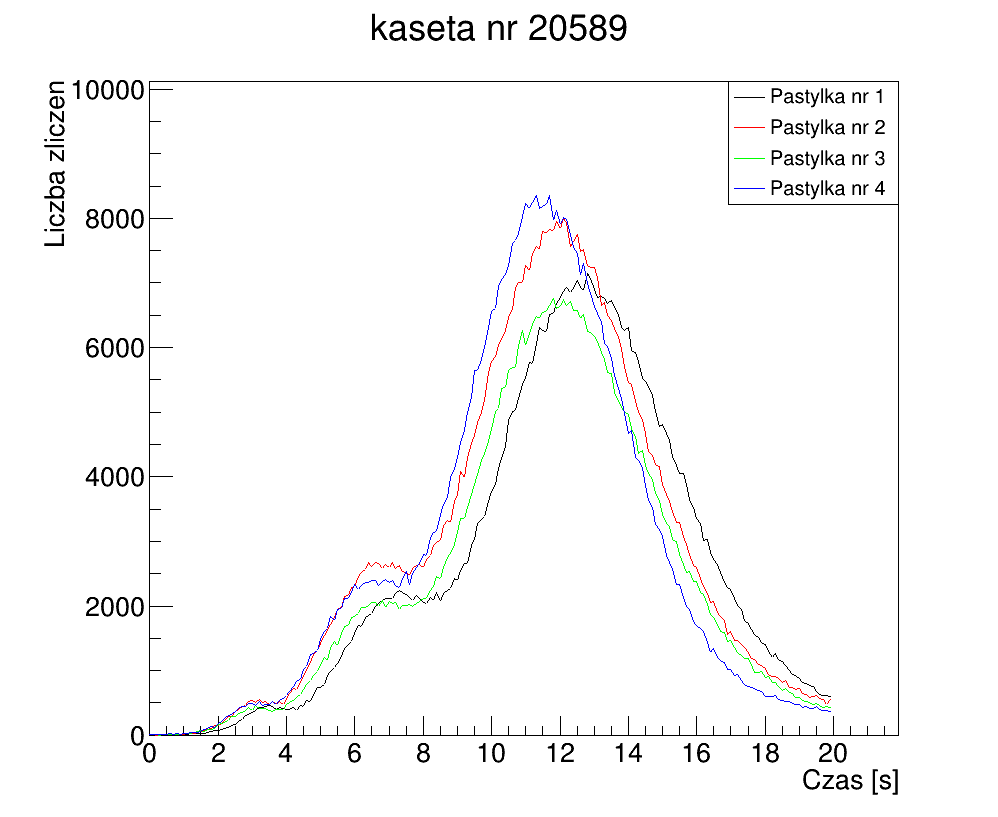 kaseta nr 20589
Liczba zliczen
10000
8000
6000
4000
2000
0
Pastylka nr 1
Pastylka nr 2
Pastylka nr 3
Pastylka nr 4
0 2 4 6 8 10 12 14 16 18 20
Czas [s]